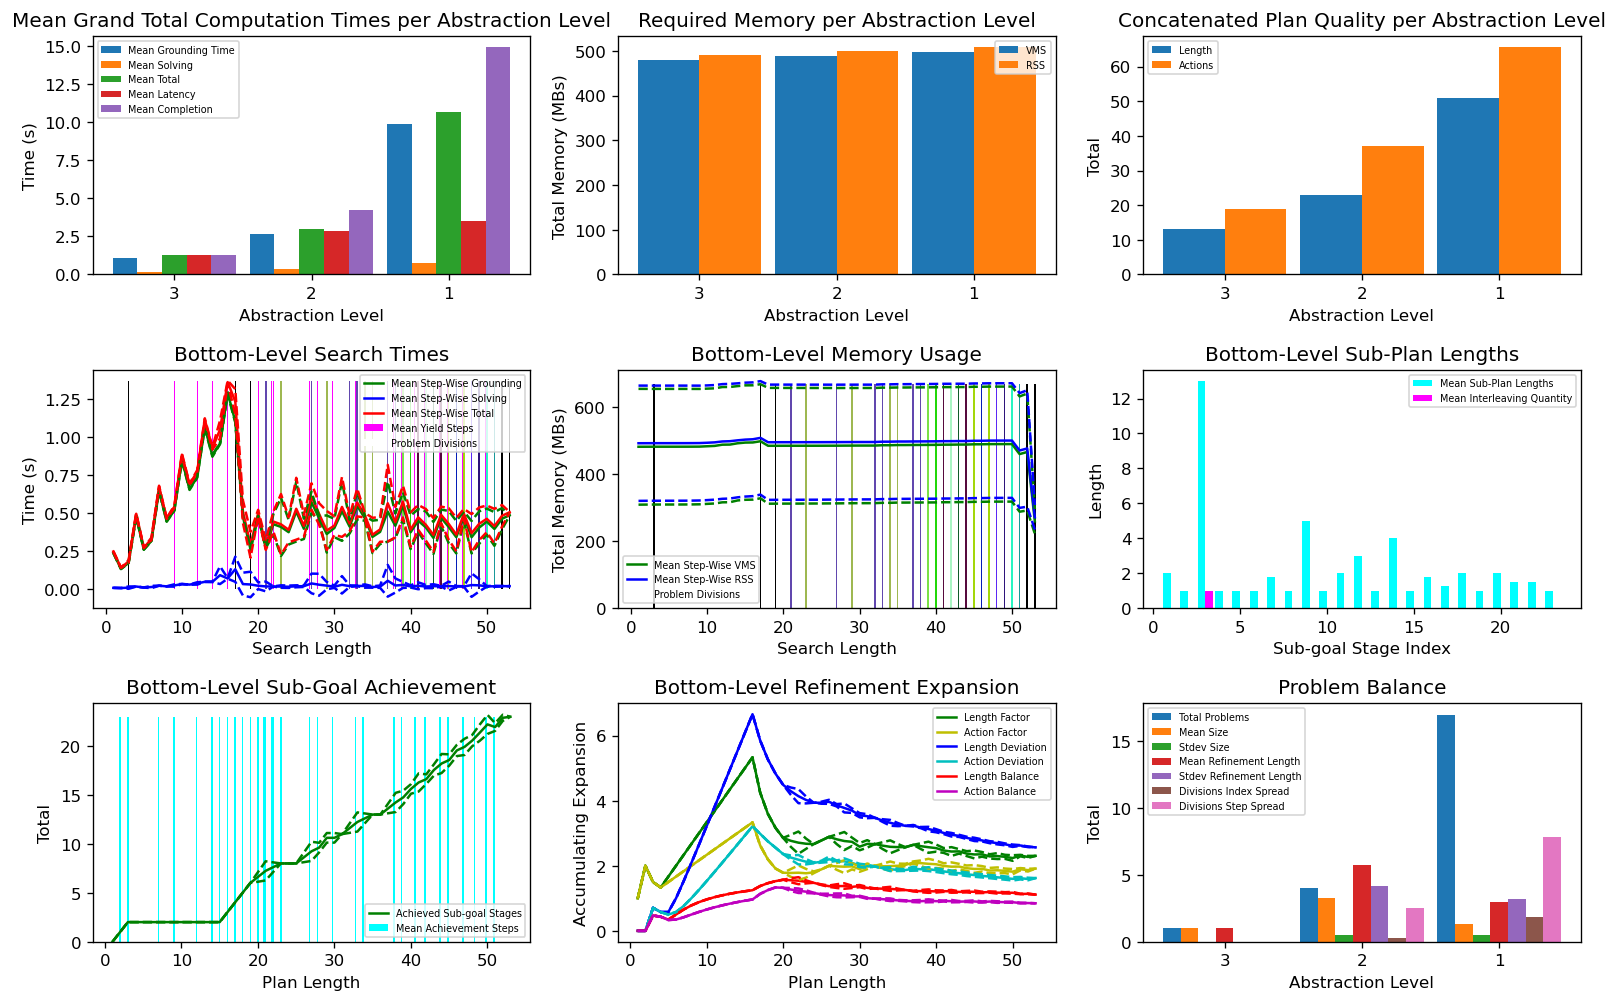 Mean Grand Total Computation Times per Abstraction Level
Time (s)
15.0
12.5
10.0
7.5
5.0
2.5
0.0
Mean Grounding Time
Mean Solving
Mean Total
Mean Latency
Mean Completion
3 2 1
Abstraction Level
Required Memory per Abstraction Level
Total Memory (MBs)
500
400
300
200
100
0
VMS
RSS
3 2 1
Abstraction Level
Concatenated Plan Quality per Abstraction Level
Total
60
50
40
30
20
10
0
Length
Actions
3 2 1
Abstraction Level
Bottom-Level Search Times
Time (s)
1.25
1.00
0.75
0.50
0.25
0.00
Mean Step-Wise Grounding
Mean Step-Wise Solving
Mean Step-Wise Total
Mean Yield Steps
Problem Divisions
0 10 20 30 40 50
Search Length
Bottom-Level Memory Usage
Total Memory (MBs)
600
400
200
0
Mean Step-Wise VMS
Mean Step-Wise RSS
Problem Divisions
0 10 20 30 40 50
Search Length
Bottom-Level Sub-Plan Lengths
Length
12
10
8
6
4
2
0
Mean Sub-Plan Lengths
Mean Interleaving Quantity
0 5 10 15 20
Sub-goal Stage Index
Bottom-Level Sub-Goal Achievement
Total
20
15
10
5
0
Achieved Sub-goal Stages
Mean Achievement Steps
0 10 20 30 40 50
Plan Length
Bottom-Level Refinement Expansion
Accumulating Expansion
6
4
2
0
Length Factor
Action Factor
Length Deviation
Action Deviation
Length Balance
Action Balance
0 10 20 30 40 50
Plan Length
Problem Balance
Total
15
10
5
0
Total Problems
Mean Size
Stdev Size
Mean Refinement Length
Stdev Refinement Length
Divisions Index Spread
Divisions Step Spread
3 2 1
Abstraction Level